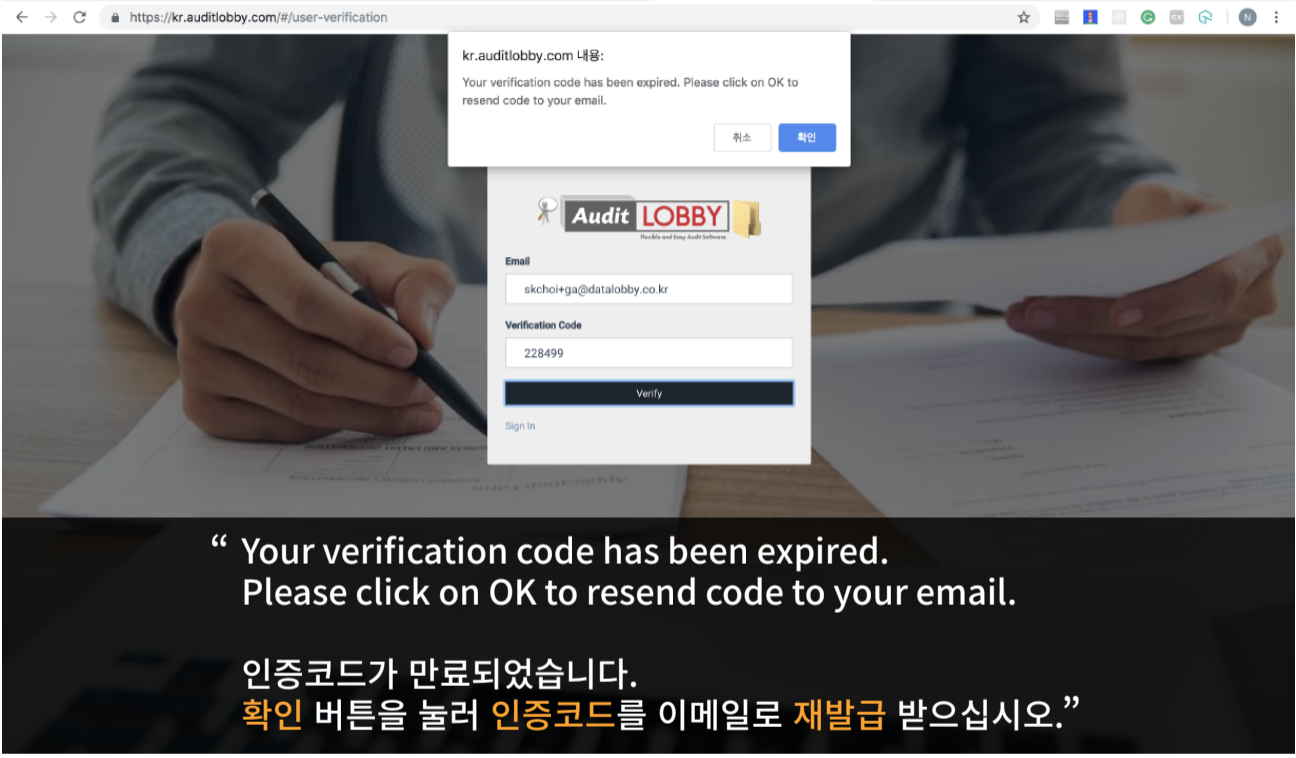 https://kr.auditlobby.com/#/user-verification
N
kr.auditlobby.com 내용:
Your verification code has been expired. Please click on OK to
resend code to your email.
취소
확인
Audit LOBBY
Flexible and Easy Audit Software
Email
skchoi+ga@datalobby.co.kr
Verification Code
228499
Verify
Sign In
Application Form
“ Your verification code has been expired.
Please click on OK to resend code to your email.
인증코드가 만료되었습니다.
확인 버튼을 눌러 인증코드를 이메일로 재발급 받으십시오.”